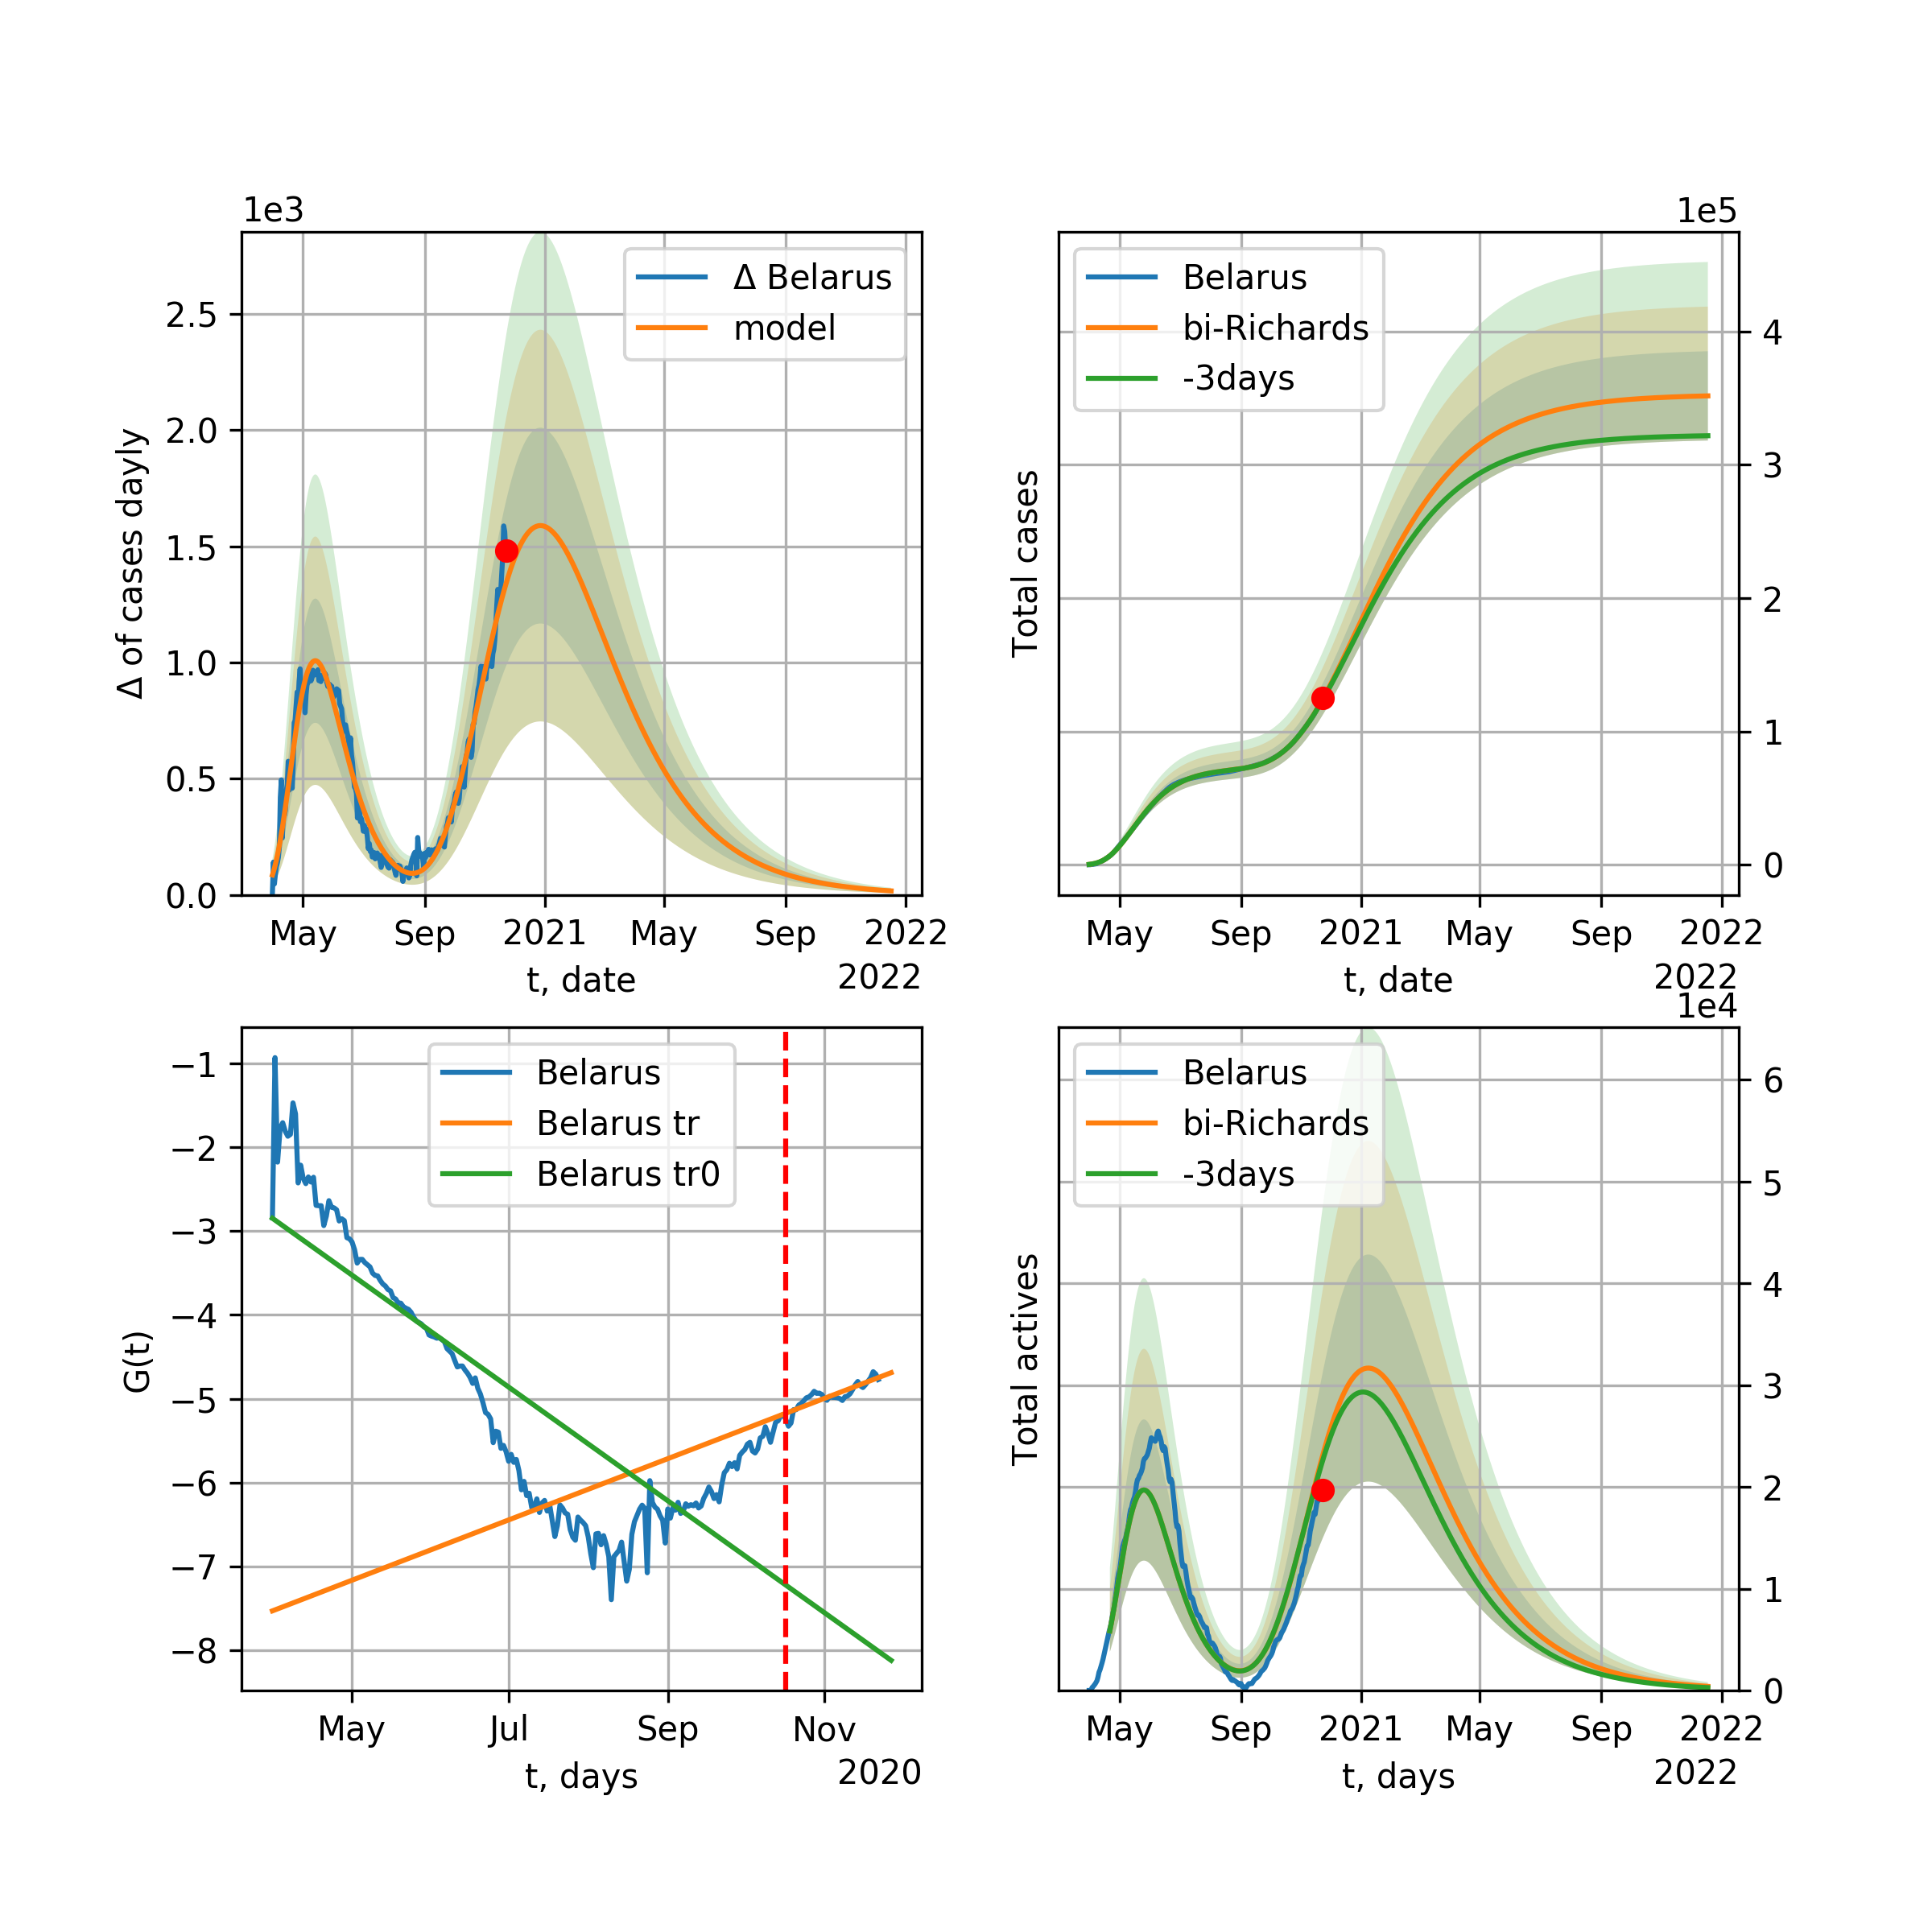 1e3
Δ of cases dayly
2.5
2.0
1.5
1.0
0.5
0.0
Δ Belarus
model
May Sep 2021 May Sep 2022
t, date
2022
1e5
Total cases
Belarus
bi-Richards
-3days
4
3
2
1
0
May Sep 2021 May Sep 2022
t, date
2022
G(t)
−1
−2
−3
−4
−5
−6
−7
−8
Belarus
Belarus tr
Belarus tr0
May Jul Sep Nov
t, days
2020
1e4
Total actives
Belarus
bi-Richards
-3days
6
5
4
3
2
1
0
May Sep 2021 May Sep 2022
t, days
2022